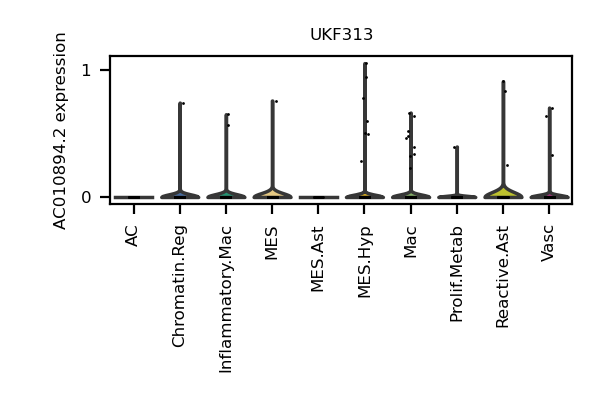 UKF313
AC010894.2 expression
1
0
AC
Chromatin.Reg
Inflammatory.Mac
MES
MES.Ast
MES.Hyp
Mac
Prolif.Metab
Reactive.Ast
Vasc